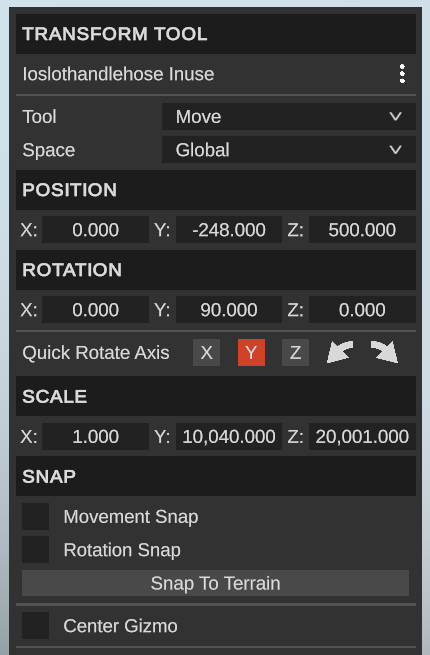 TRANSFORM TOOL
Ioslothandlehose Inuse
Tool Move
Space Global
POSITION
X: 0.000 Y: -248.000 Z: 500.000
ROTATION
X: 0.000 Y: 90.000 Z: 0.000
Quick Rotate Axis X Y Z
SCALE
X: 1.000 Y: 10,040.000 Z: 20,001.000
SNAP
Movement Snap
Rotation Snap
Snap To Terrain
Center Gizmo